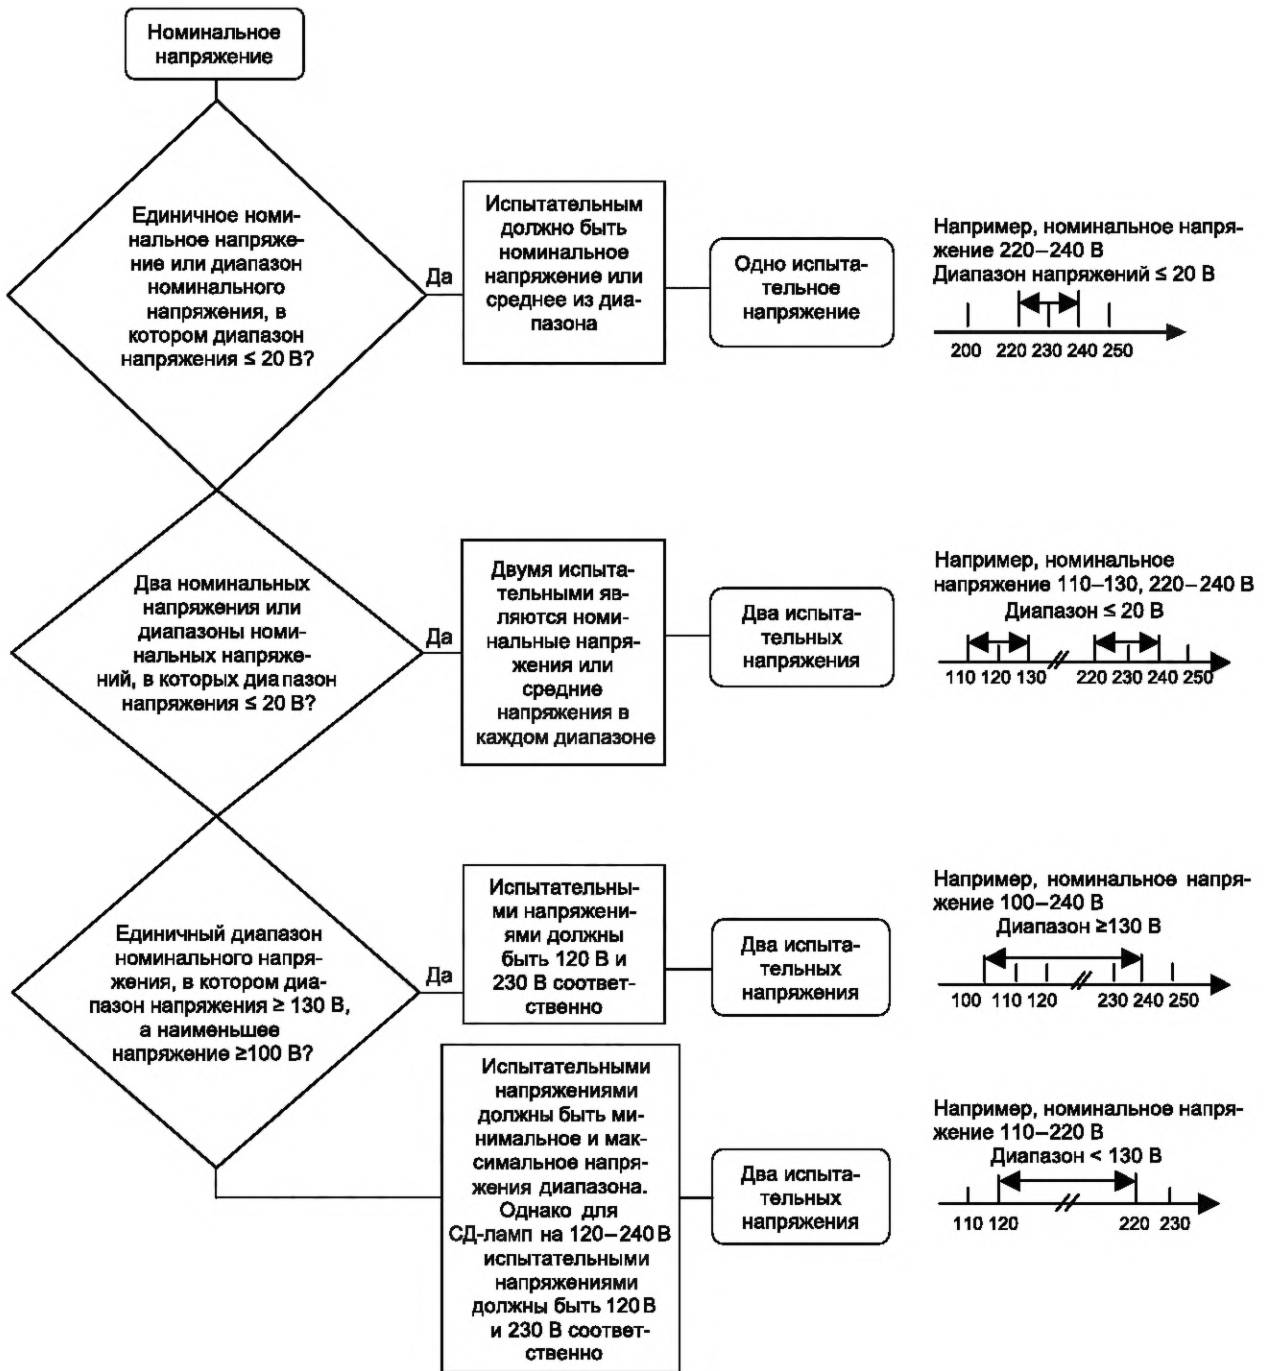 Номинальное
напряжение
Единичное номи-
нальное напряже-
ние или диапазон
номинального
напряжения, в
котором диапазон
напряжения ≤ 20 В?
Да
Испытательным
должно быть
номинальное
напряжение или
среднее из диа-
пазона
Одно испыта-
тельное
напряжение
Например, номинальное напря-
жение 220–240 В
Диапазон напряжений ≤ 20 В
200 220 230 240 250
Два номинальных
напряжения или
диапазоны номи-
нальных напряже-
ний, в которых диапазон
напряжения ≤ 20 В?
Да
Двумя испыта-
тельными яв-
ляются номи-
нальные напря-
жения или
средние
напряжения в
каждом диапазоне
Два испыта-
тельных
напряжения
Например, номинальное
напряжение 110–130, 220–240 В
Диапазон ≤ 20 В
110 120 130 220 230 240 250
Единичный диапазон
номинального напря-
жения, в котором диа-
пазон напряжения ≥ 130 В,
а наименьшее
напряжение ≥100 В?
Да
Испытательны-
ми напряжени-
ями должны
быть 120 В и
230 В соответ-
ственно
Два испыта-
тельных
напряжения
Например, номинальное напря-
жение 100–240 В
Диапазон ≥130 В
100 110 120 230 240 250
Испытательными
напряжениями
должны быть ми-
нимальное и мак-
симальное напря-
жения диапазона.
Однако для
СД-ламп на 120–240 В
испытательными
напряжениями
должны быть 120 В
и 230 В соответ-
ственно
Два испыта-
тельных
напряжения
Например, номинальное напря-
жение 110–220 В
Диапазон < 130 В
110 120 220 230